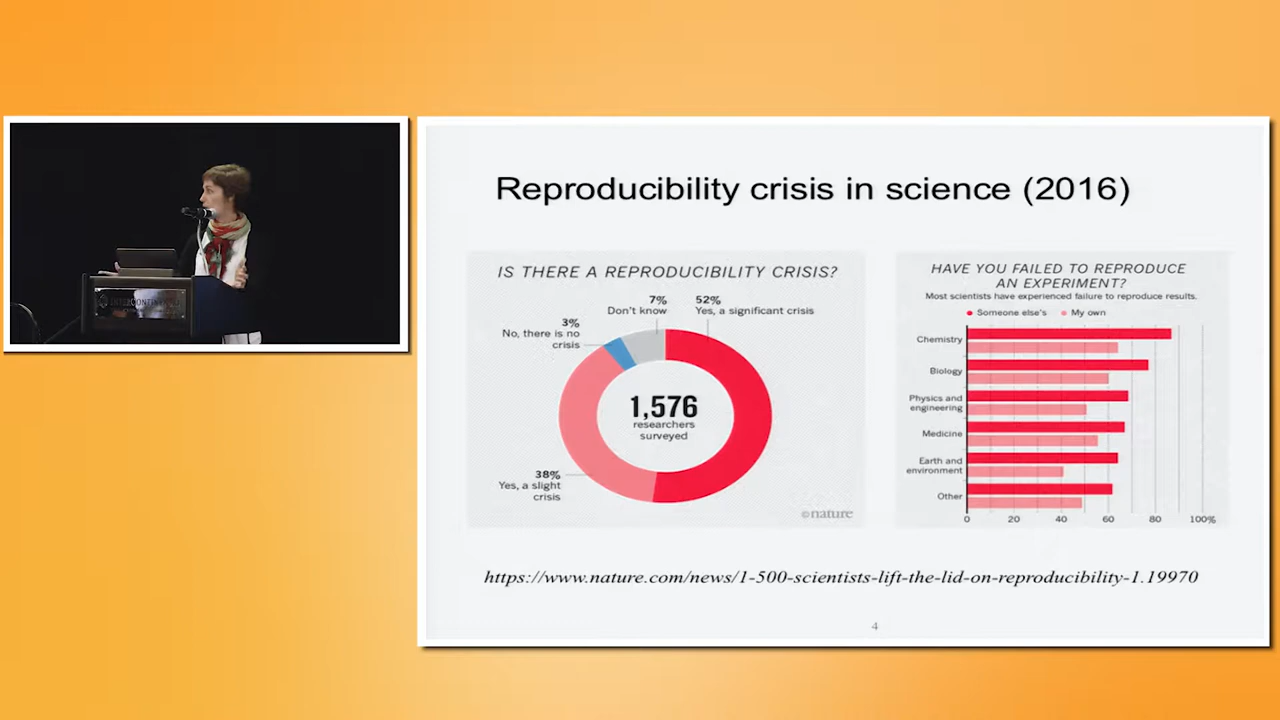 Reproducibility crisis in science (2016)
IS THERE A REPRODUCIBILITY CRISIS?
7%
Don't know
52%
Yes, a significant crisis
3%
No, there is no
crisis
1,576
researchers
surveyed
38%
Yes, a slight
crisis
©nature
HAVE YOU FAILED TO REPRODUCE
AN EXPERIMENT?
Most scientists have experienced failure to reproduce results.
Someone else's My own
Chemistry
Biology
Physics and
engineering
Medicine
Earth and
environment
Other
0 20 40 60 80 100%
https://www.nature.com/news/1-500-scientists-lift-the-lid-on-reproducibility-1.19970
4